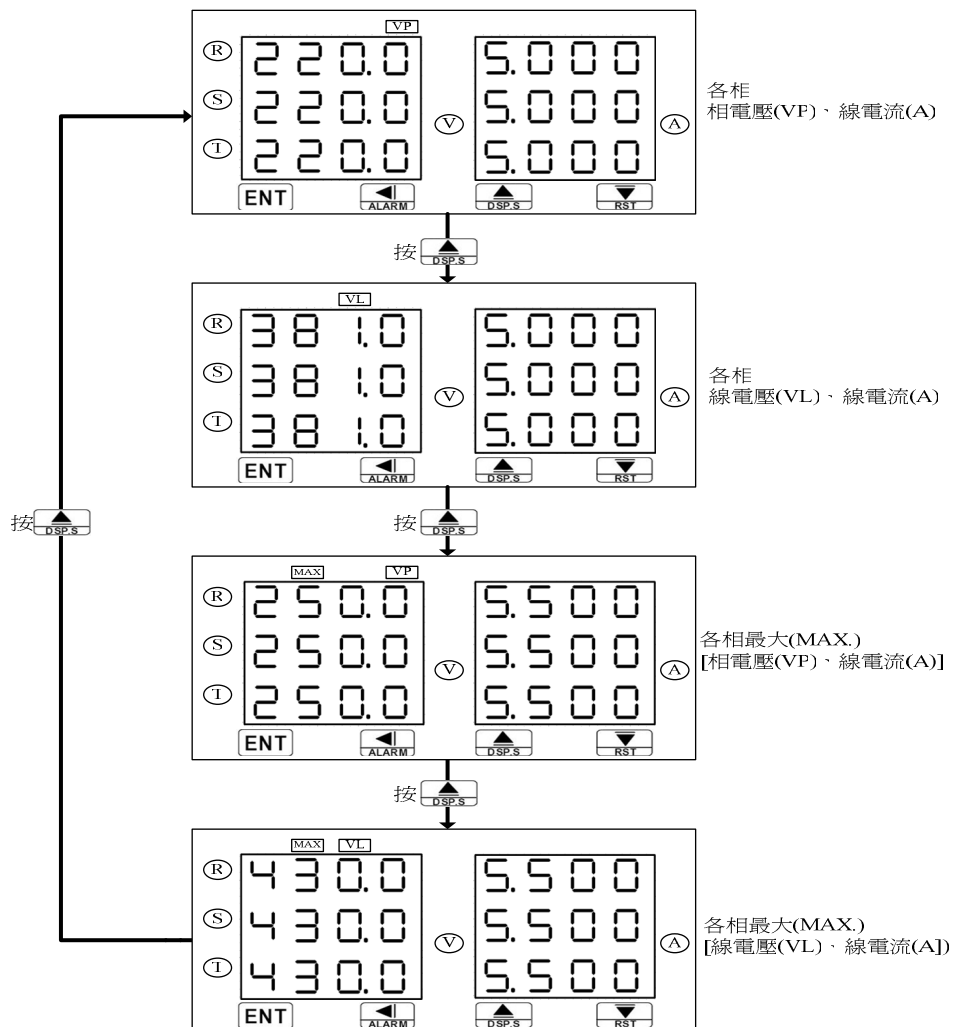 VP
R 220.0 5.000
S 220.0 V 5.000 A
T 220.0 5.000
ENT ALARM DSP.S RST
各相
相電壓(VP)、線電流(A)
按 DSP.S
VL
R 381.0 5.000
S 381.0 V 5.000 A
T 381.0 5.000
ENT ALARM DSP.S RST
各相
線電壓(VL)、線電流(A)
按 DSP.S
按 DSP.S
MAX VP
R 250.0 5.500
S 250.0 V 5.500 A
T 250.0 5.500
ENT ALARM DSP.S RST
各相最大(MAX.)
[相電壓(VP)、線電流(A)]
按 DSP.S
MAX VL
R 430.0 5.500
S 430.0 V 5.500 A
T 430.0 5.500
ENT ALARM DSP.S RST
各相最大(MAX.)
[線電壓(VL)、線電流(A])